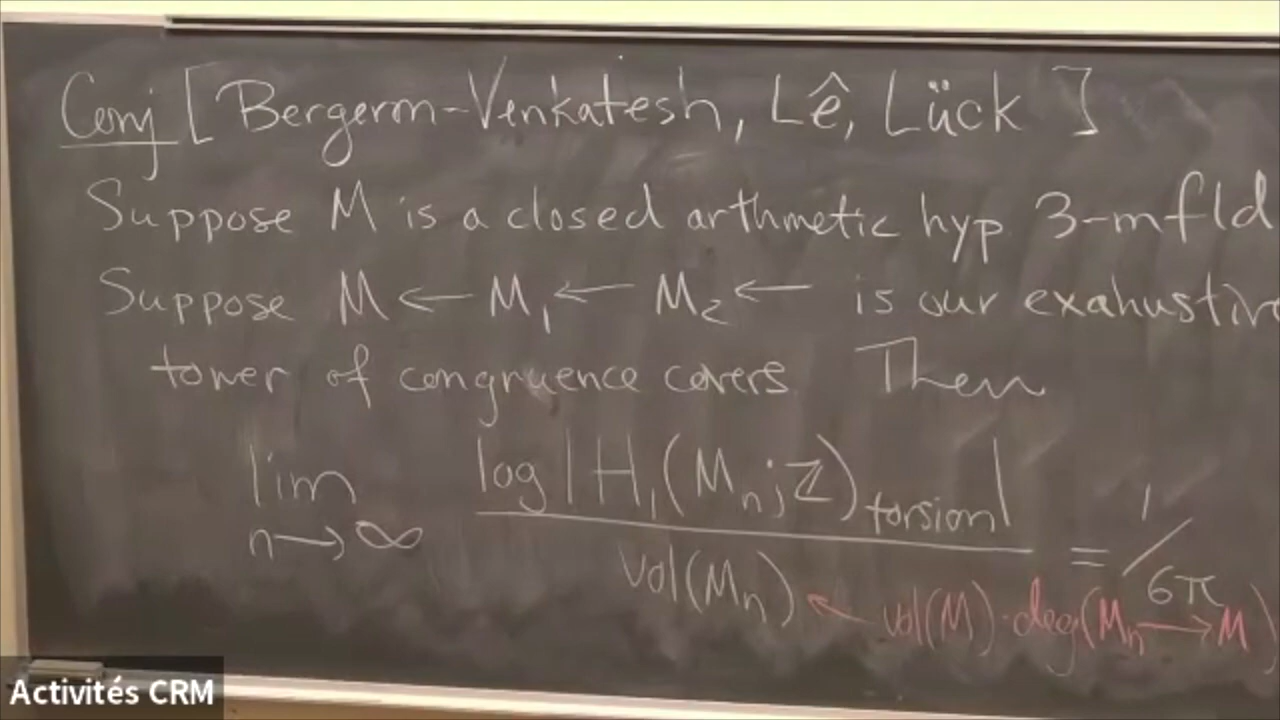 Conj [Bergerm-Venkatesh, Lê, Lück]
Suppose M is a closed arthmetic hyp. 3-mfld
Suppose M ← M₁ ← M₂ ← is our exahustive
tower of congruence covers. Then
lim n→∞ log|H₁(Mₙ; ℤ)torsion| / vol(Mₙ) = 1/6π
← vol(M)·deg(Mₙ → M)
Activités CRM